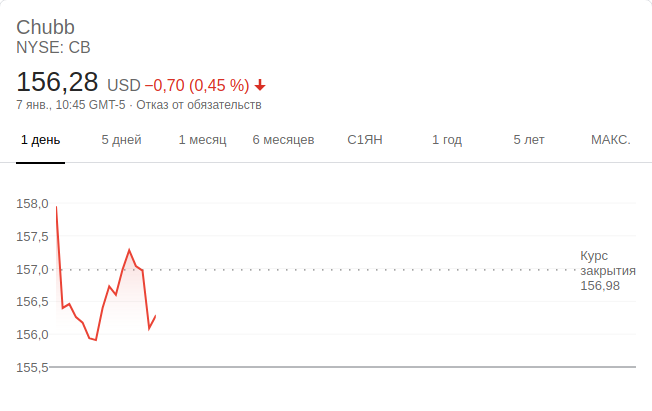 Chubb
NYSE: CB
156,28 USD −0,70 (0,45 %)
7 янв., 10:45 GMT-5 · Отказ от обязательств
1 день 5 дней 1 месяц 6 месяцев С1ЯН 1 год 5 лет МАКС.
158,0
157,5
157,0
156,5
156,0
155,5
Курс
закрытия
156,98